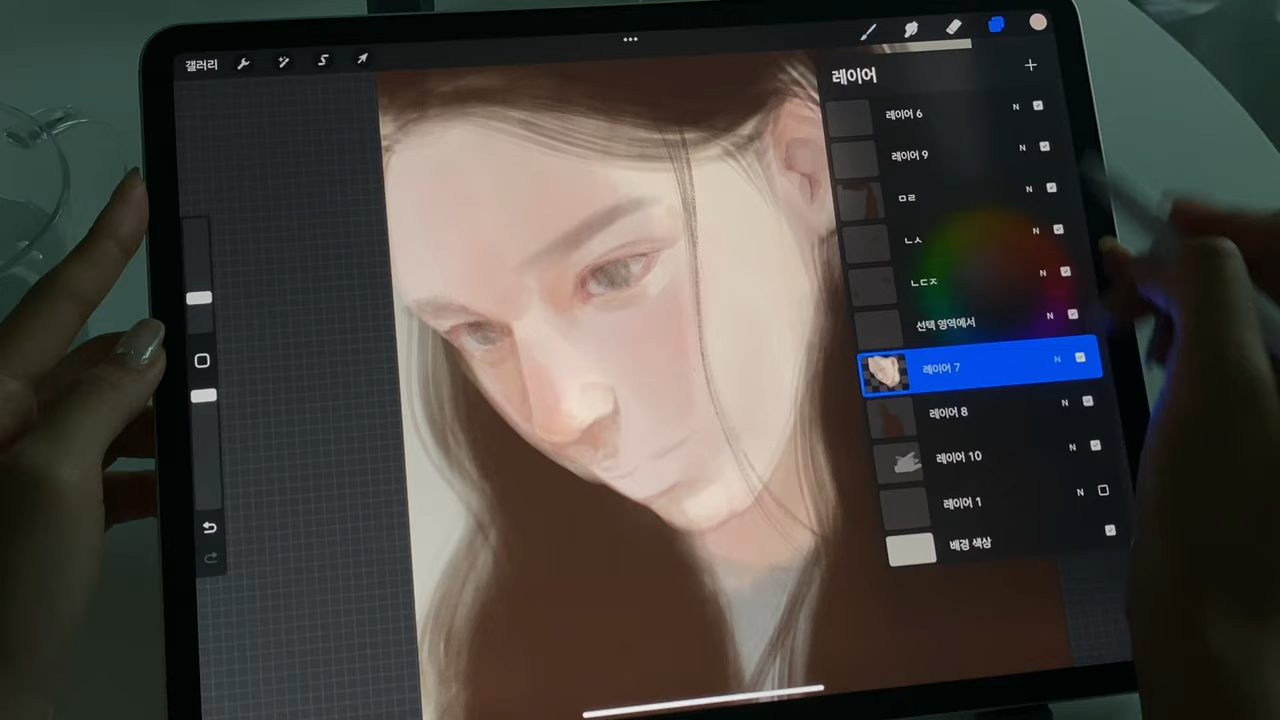 갤러리
레이어
레이어 6
N
레이어 9
N
ㅁㄹ
N
ㄴㅅ
N
ㄴㄷㅈ
N
선택 영역에서
N
레이어 7
N
레이어 8
N
레이어 10
N
레이어 1
N
배경 색상